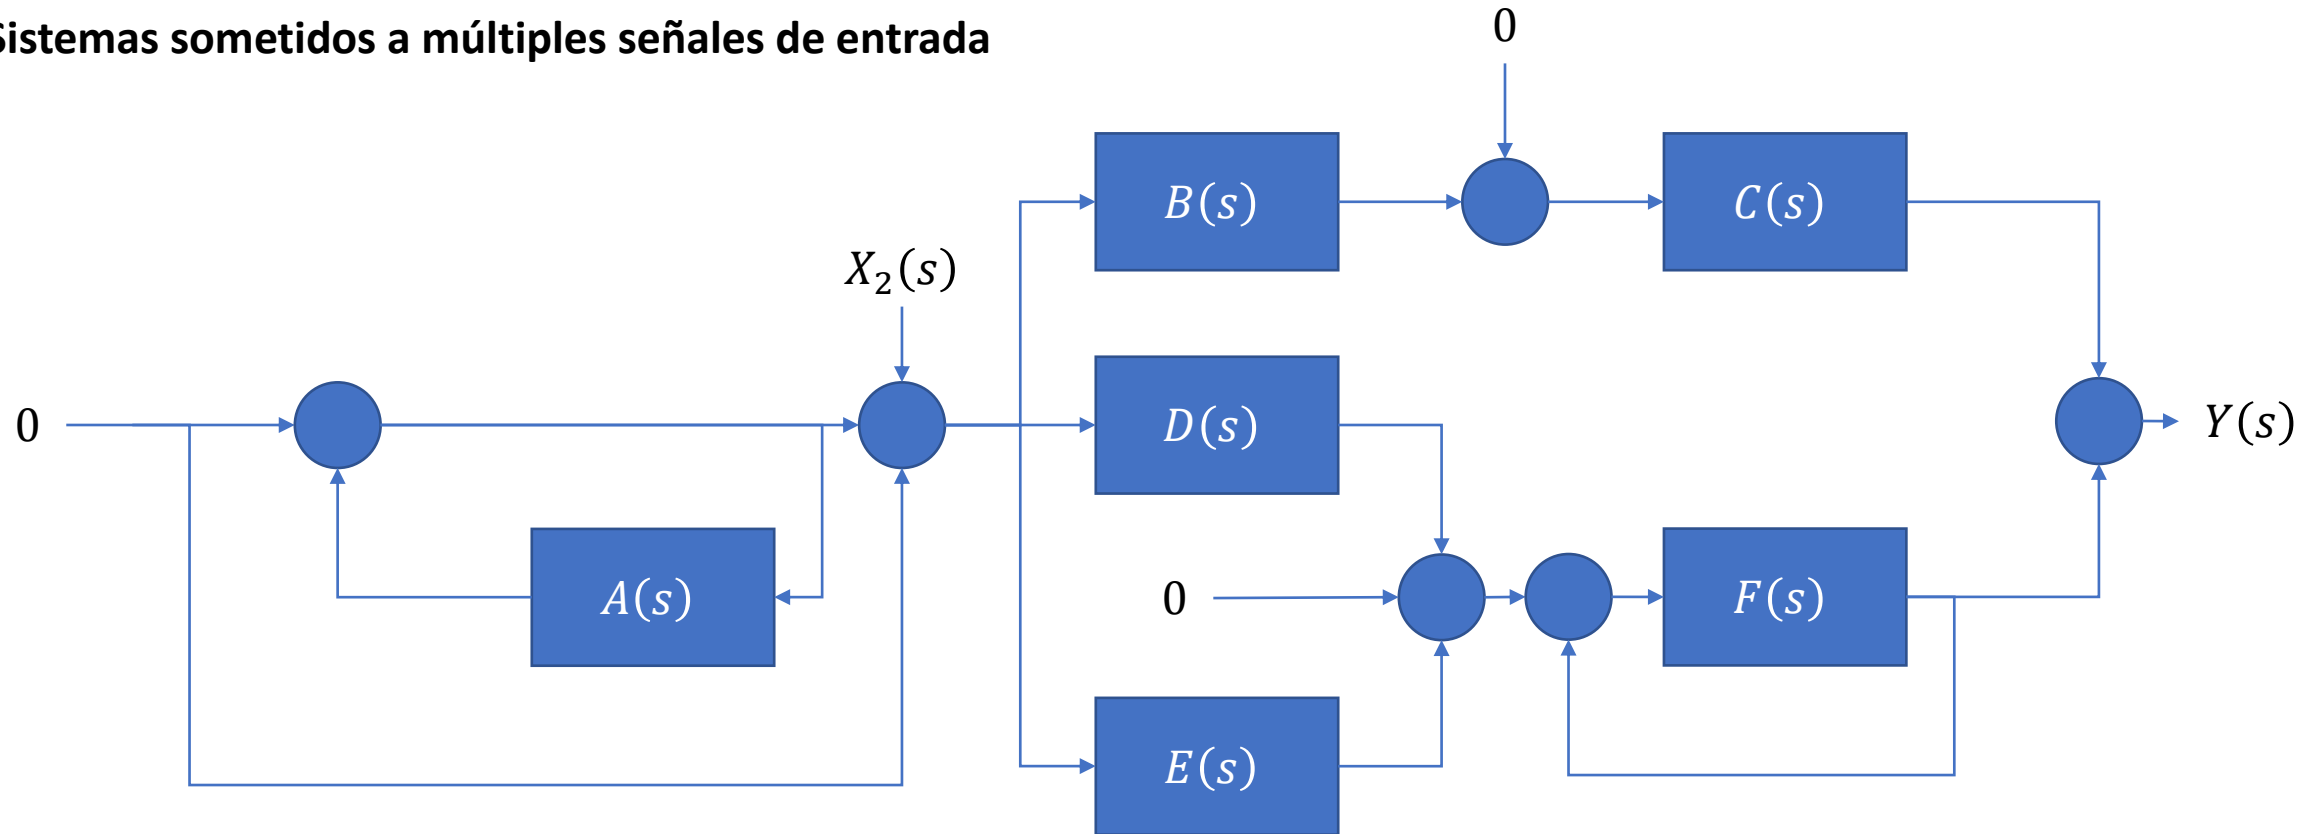 Sistemas sometidos a múltiples señales de entrada
0
B(s)
C(s)
X₂(s)
0
D(s)
Y(s)
A(s)
0
F(s)
E(s)